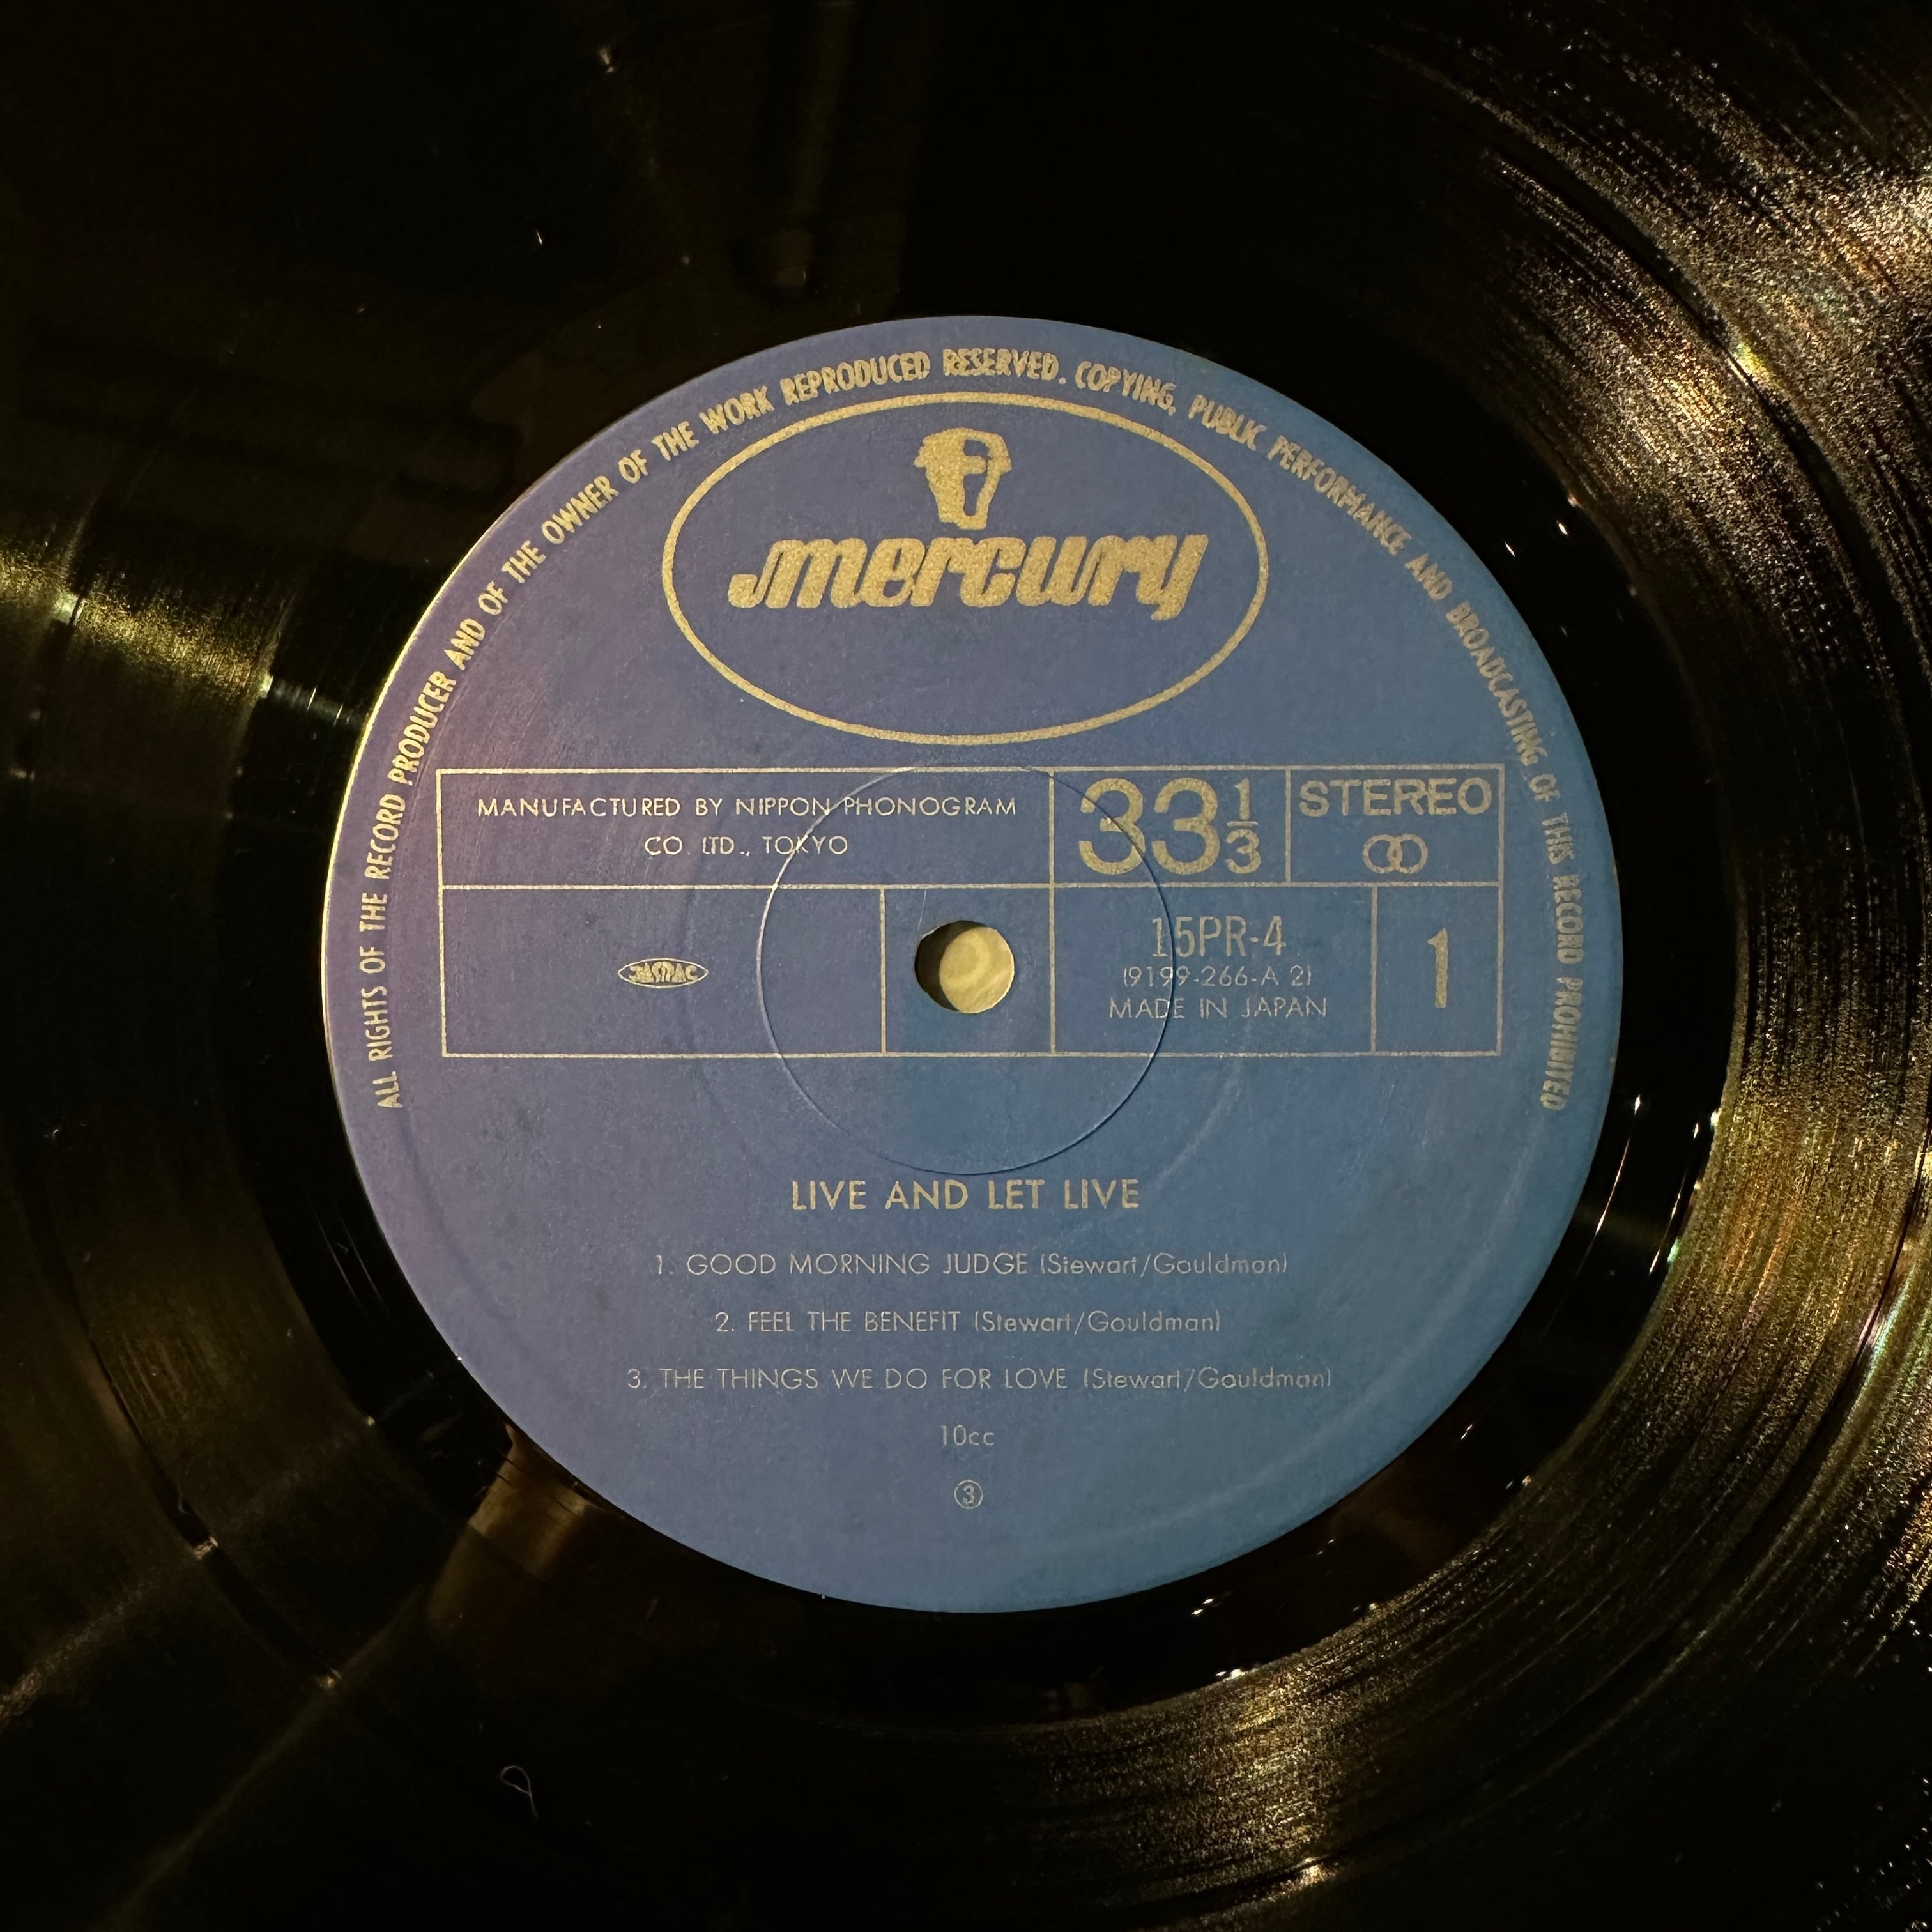 ALL RIGHTS OF THE RECORD PRODUCER AND OF THE OWNER OF THE WORK REPRODUCED RESERVED. COPYING, PUBLIC PERFORMANCE AND BROADCASTING OF THIS RECORD PROHIBITED
mercury
MANUFACTURED BY NIPPON PHONOGRAM
CO. LTD., TOKYO
33 1/3
STEREO
JASRAC
15PR-4
(9199-266-A 2)
MADE IN JAPAN
1
LIVE AND LET LIVE
1. GOOD MORNING JUDGE (Stewart/Gouldman)
2. FEEL THE BENEFIT (Stewart/Gouldman)
3. THE THINGS WE DO FOR LOVE (Stewart/Gouldman)
10cc
③